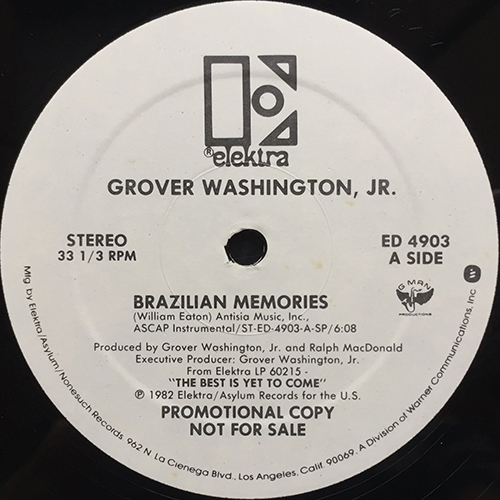 ® elektra
GROVER WASHINGTON, JR.
STEREO
33 1/3 RPM
ED 4903
A SIDE
G MAN
PRODUCTIONS
BRAZILIAN MEMORIES
(William Eaton) Antisia Music, Inc.,
ASCAP Instrumental/ST-ED-4903-A-SP/6:08
Produced by Grover Washington, Jr. and Ralph MacDonald
Executive Producer: Grover Washington, Jr.
From Elektra LP 60215 -
"THE BEST IS YET TO COME"
℗ 1982 Elektra/Asylum Records for the U.S.
PROMOTIONAL COPY
NOT FOR SALE
Mfg by Elektra/Asylum/Nonesuch Records, 962 N. La Cienega Blvd., Los Angeles, Calif. 90069. A Division of Warner Communications, Inc. W